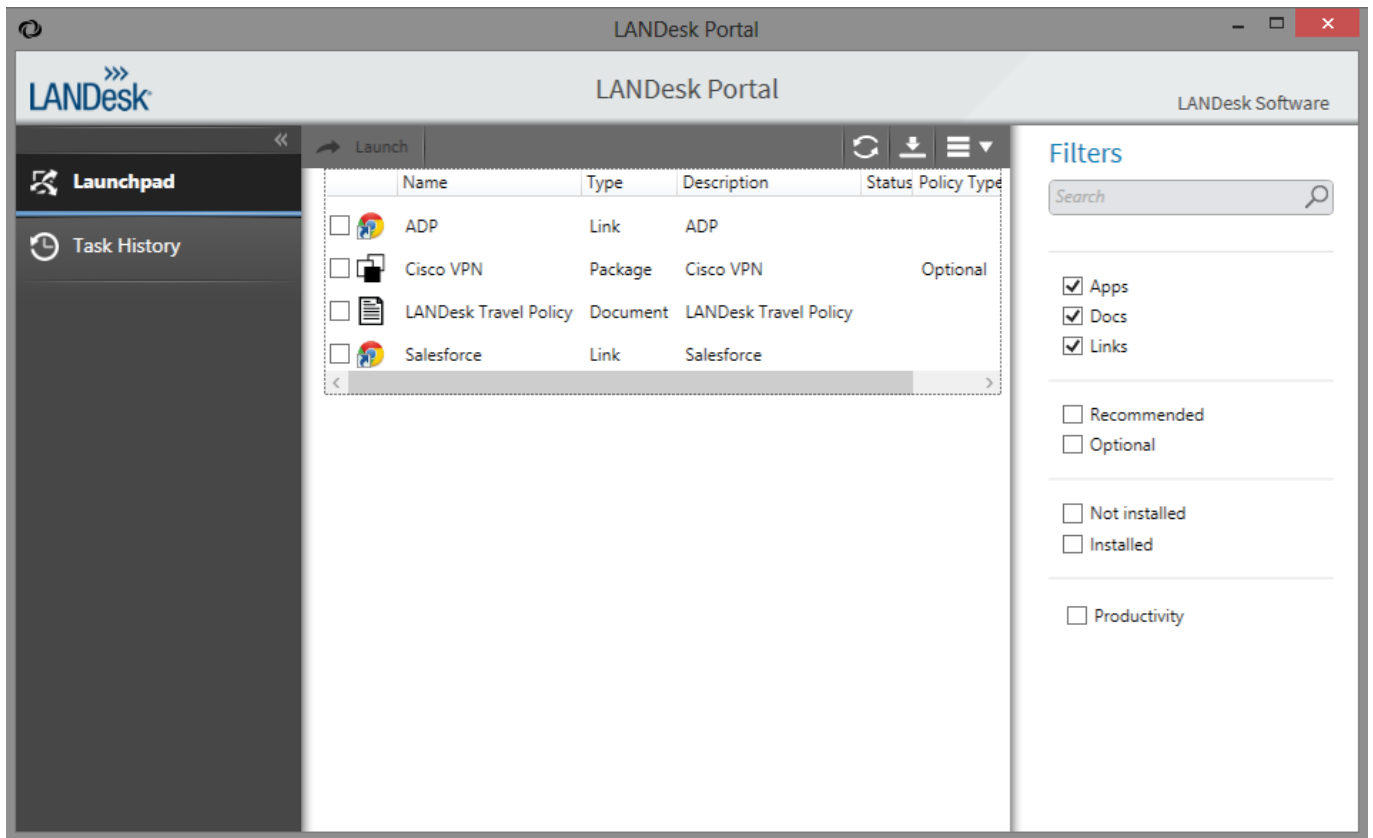 LANDesk Portal
LANDesk
LANDesk Portal
LANDesk Software
Launchpad
Task History
Launch
Name Type Description Status Policy Type
ADP Link ADP
Cisco VPN Package Cisco VPN Optional
LANDesk Travel Policy Document LANDesk Travel Policy
Salesforce Link Salesforce
Filters
Search
Apps
Docs
Links
Recommended
Optional
Not installed
Installed
Productivity